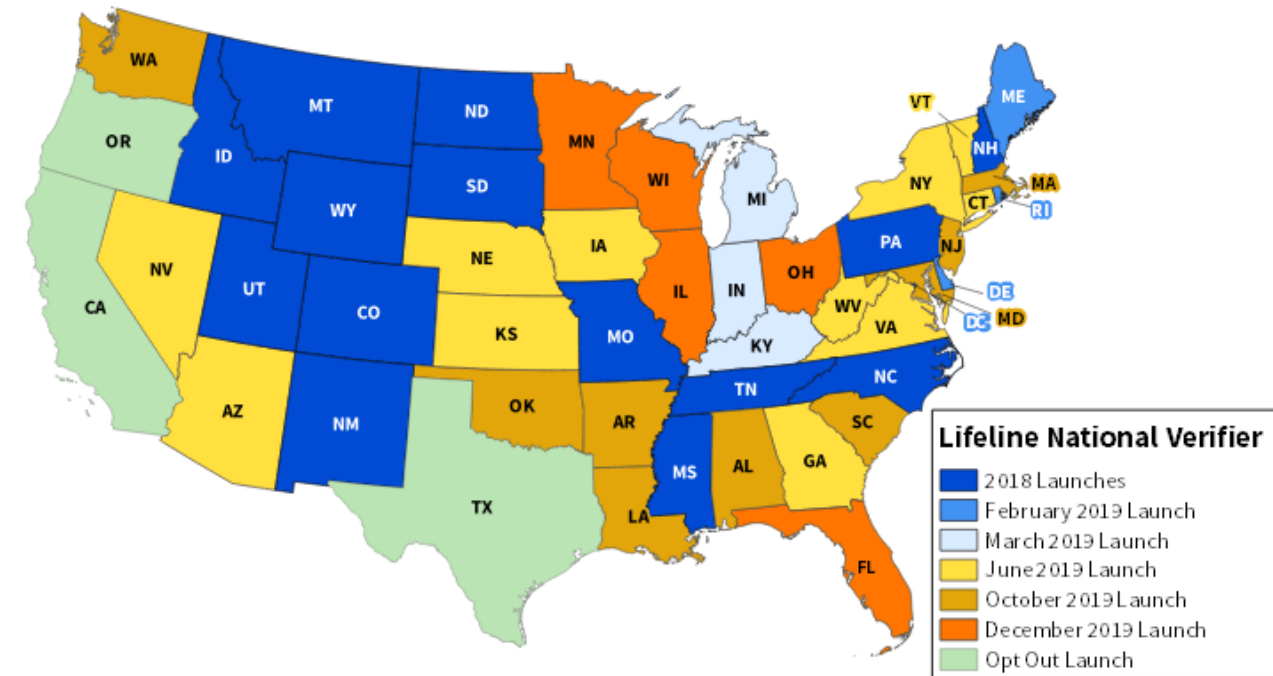 WA
MT
ND
MN
VT
ME
OR
ID
NH
WI
SD
NY
MA
MI
WY
CT
RI
IA
PA
NJ
NE
NV
OH
UT
IL
IN
DE
CA
CO
WV
DC
MD
KS
MO
VA
KY
NC
TN
AZ
OK
NM
AR
SC
GA
AL
MS
TX
LA
FL
Lifeline National Verifier
2018 Launches
February 2019 Launch
March 2019 Launch
June 2019 Launch
October 2019 Launch
December 2019 Launch
Opt Out Launch